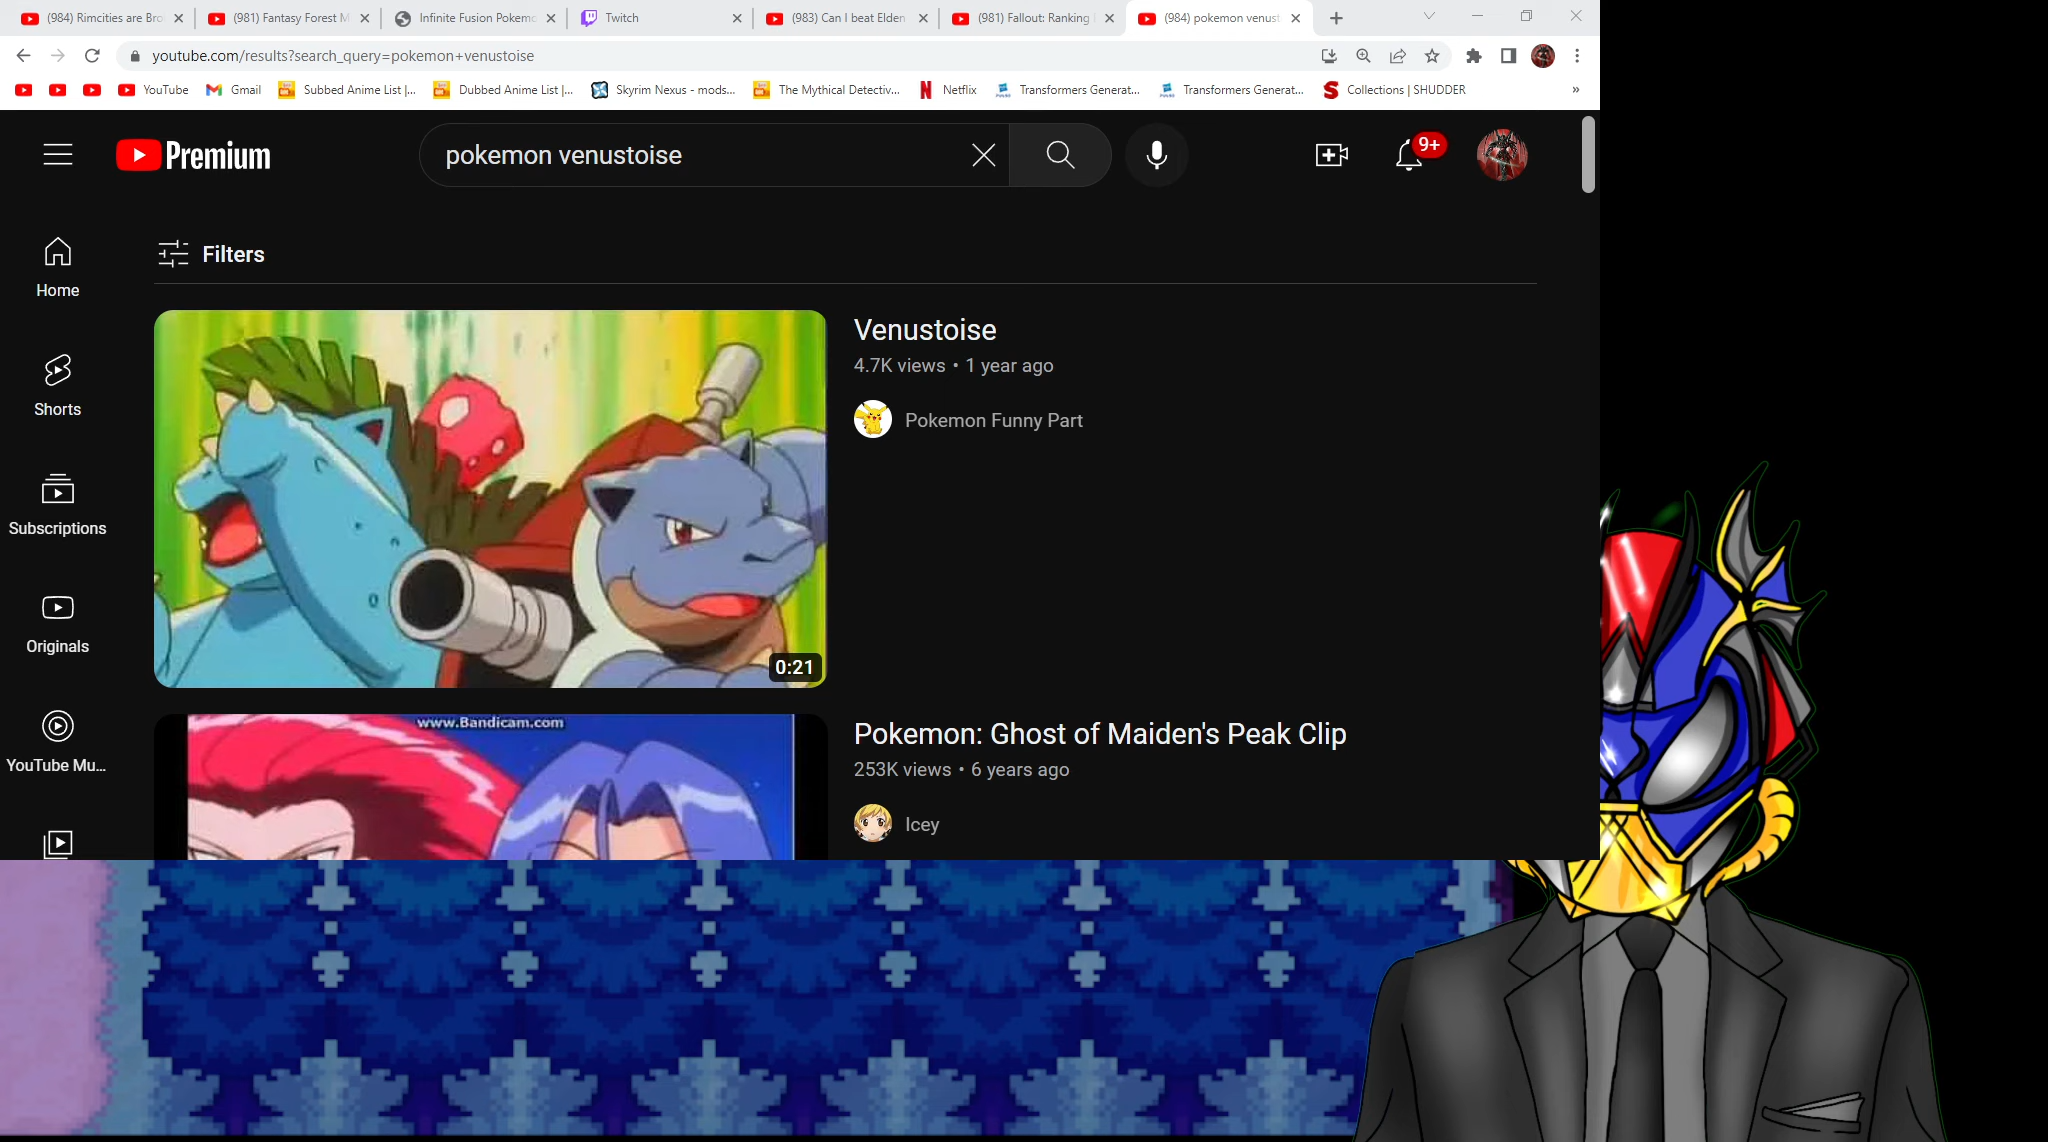 (984) Rimcities are Bro
(981) Fantasy Forest M
Infinite Fusion Pokemo
Twitch
(983) Can I beat Elden
(981) Fallout: Ranking
(984) pokemon venust
youtube.com/results?search_query=pokemon+venustoise
YouTube
Gmail
Subbed Anime List |...
Dubbed Anime List |...
Skyrim Nexus - mods...
The Mythical Detectiv...
Netflix
Transformers Generat...
Transformers Generat...
Collections | SHUDDER
»
Premium
pokemon venustoise
9+
Home
Shorts
Subscriptions
Originals
YouTube Mu...
Filters
0:21
Venustoise
4.7K views • 1 year ago
Pokemon Funny Part
www.Bandicam.com
Pokemon: Ghost of Maiden's Peak Clip
253K views • 6 years ago
Icey